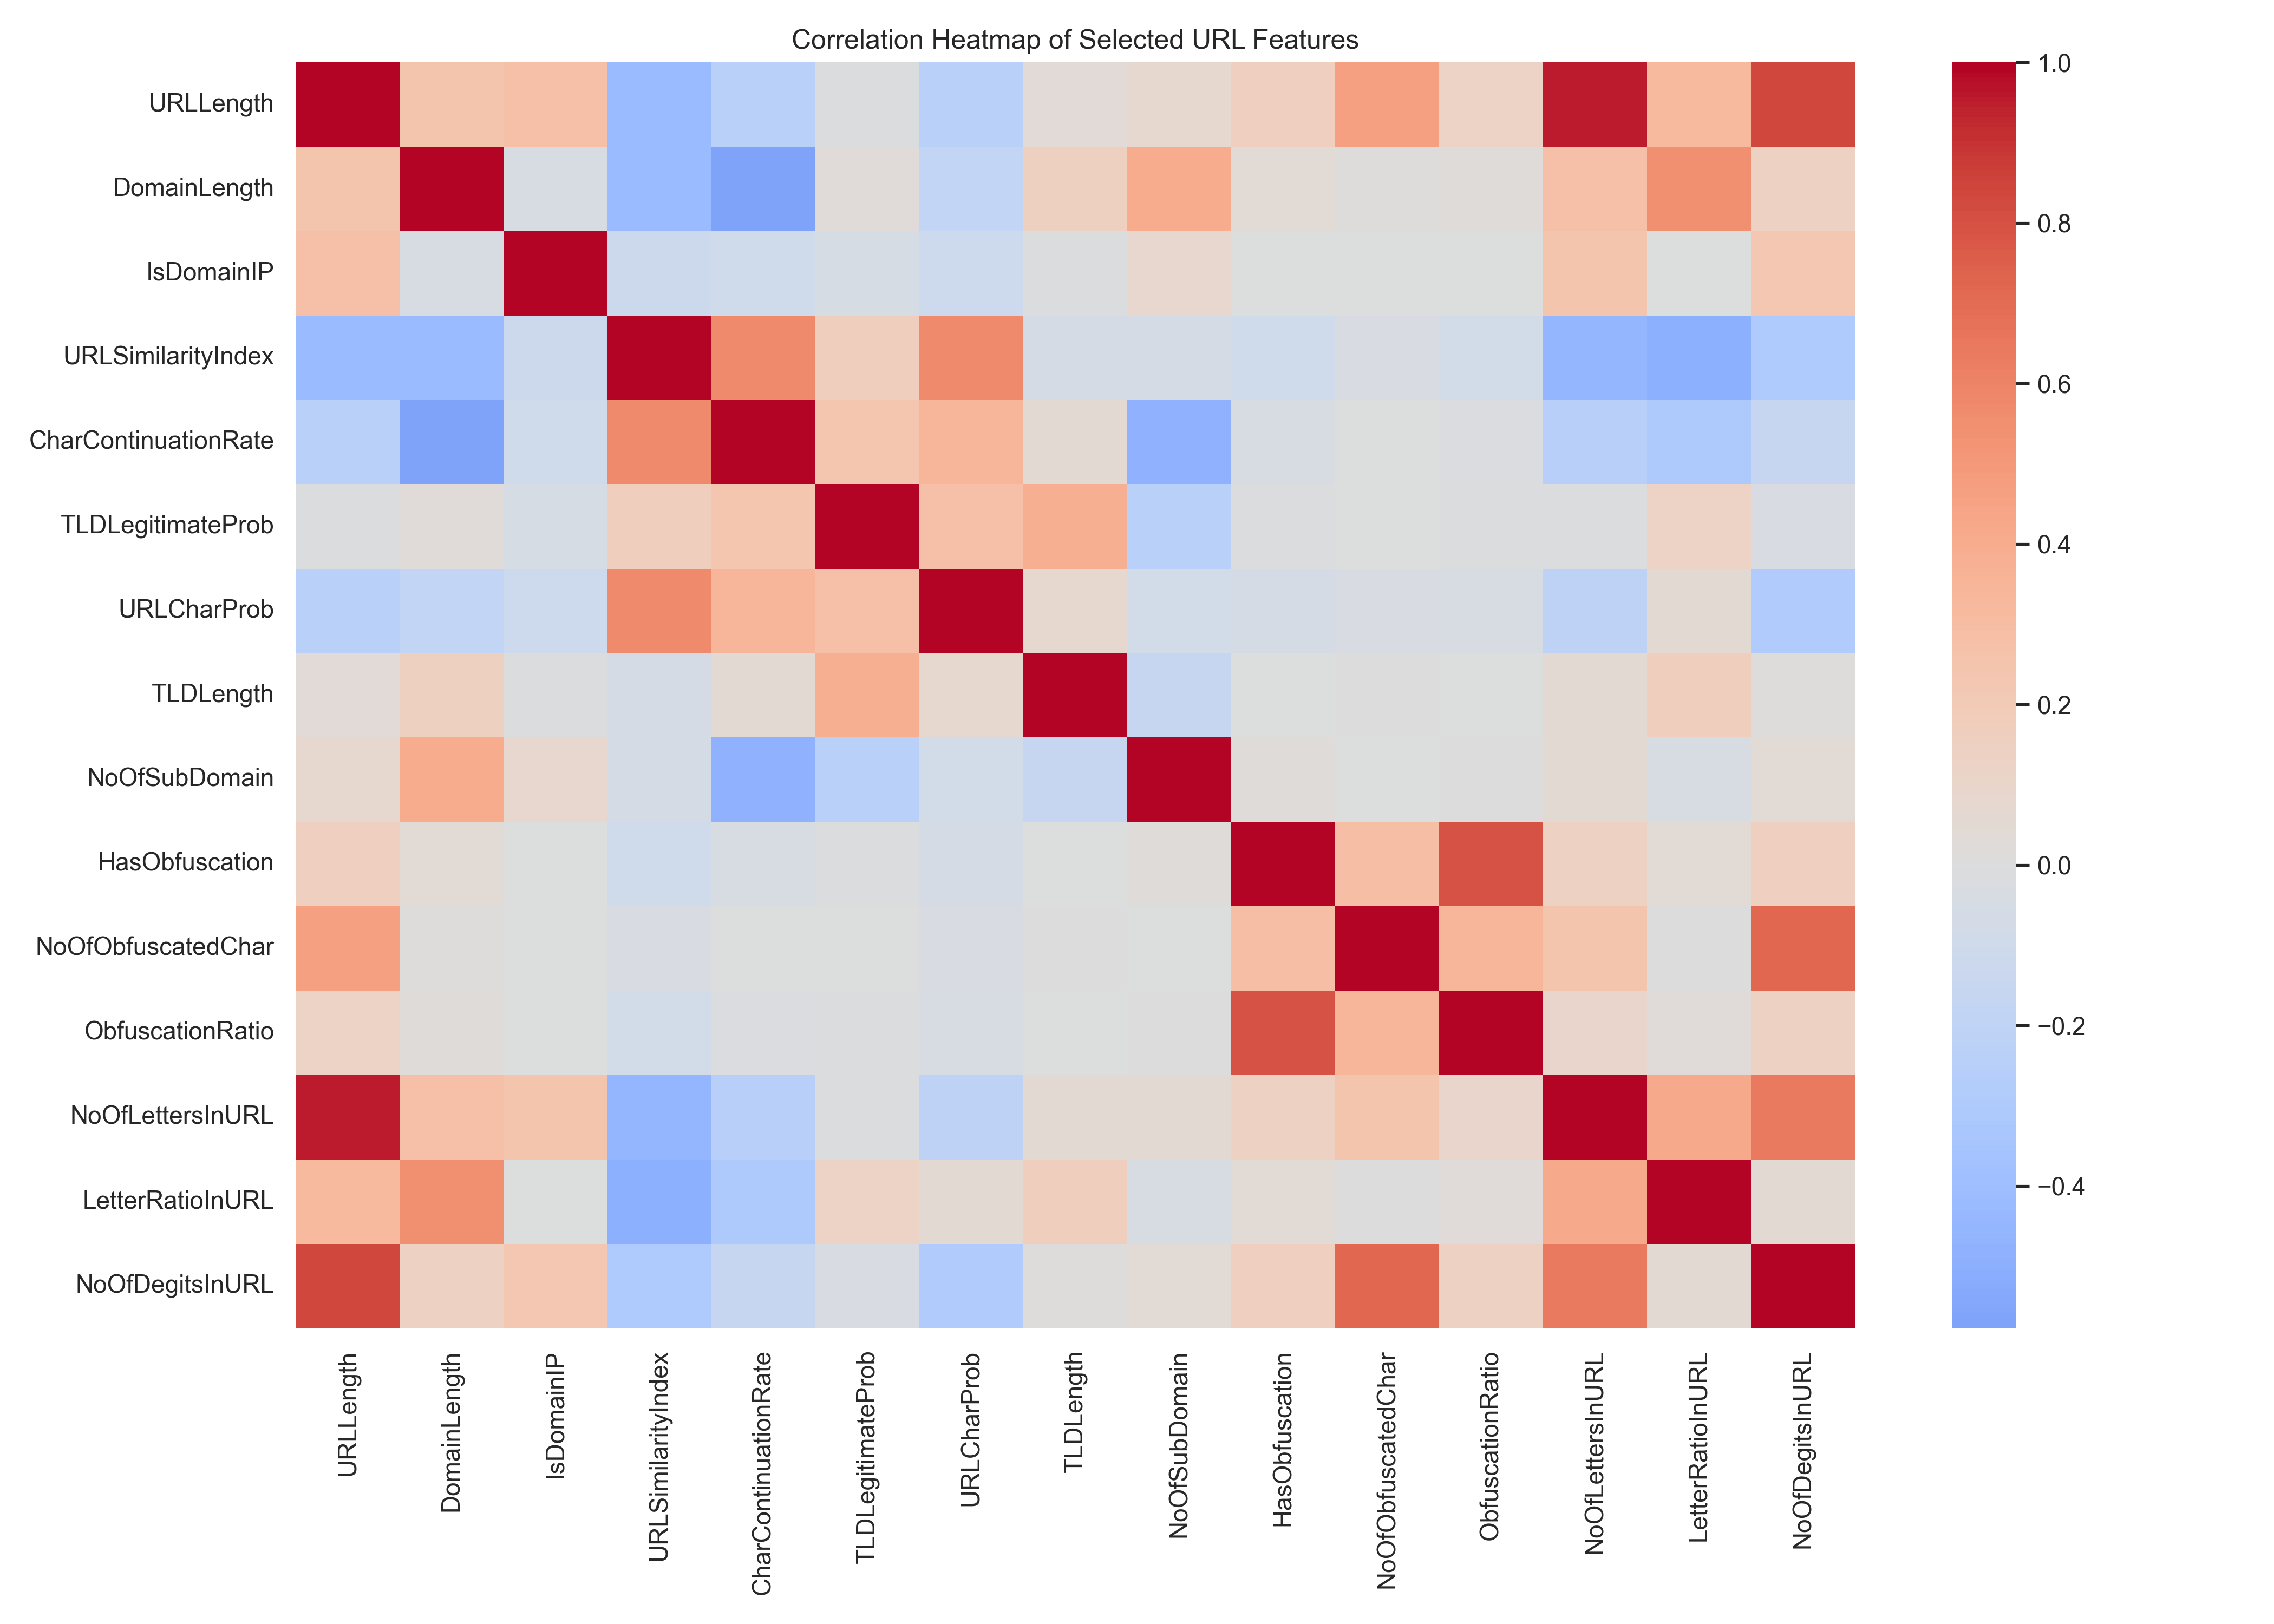 Correlation Heatmap of Selected URL Features
URLLength
DomainLength
IsDomainIP
URLSimilarityIndex
CharContinuationRate
TLDLegitimateProb
URLCharProb
TLDLength
NoOfSubDomain
HasObfuscation
NoOfObfuscatedChar
ObfuscationRatio
NoOfLettersInURL
LetterRatioInURL
NoOfDegitsInURL
URLLength
DomainLength
IsDomainIP
URLSimilarityIndex
CharContinuationRate
TLDLegitimateProb
URLCharProb
TLDLength
NoOfSubDomain
HasObfuscation
NoOfObfuscatedChar
ObfuscationRatio
NoOfLettersInURL
LetterRatioInURL
NoOfDegitsInURL
1.0
0.8
0.6
0.4
0.2
0.0
−0.2
−0.4